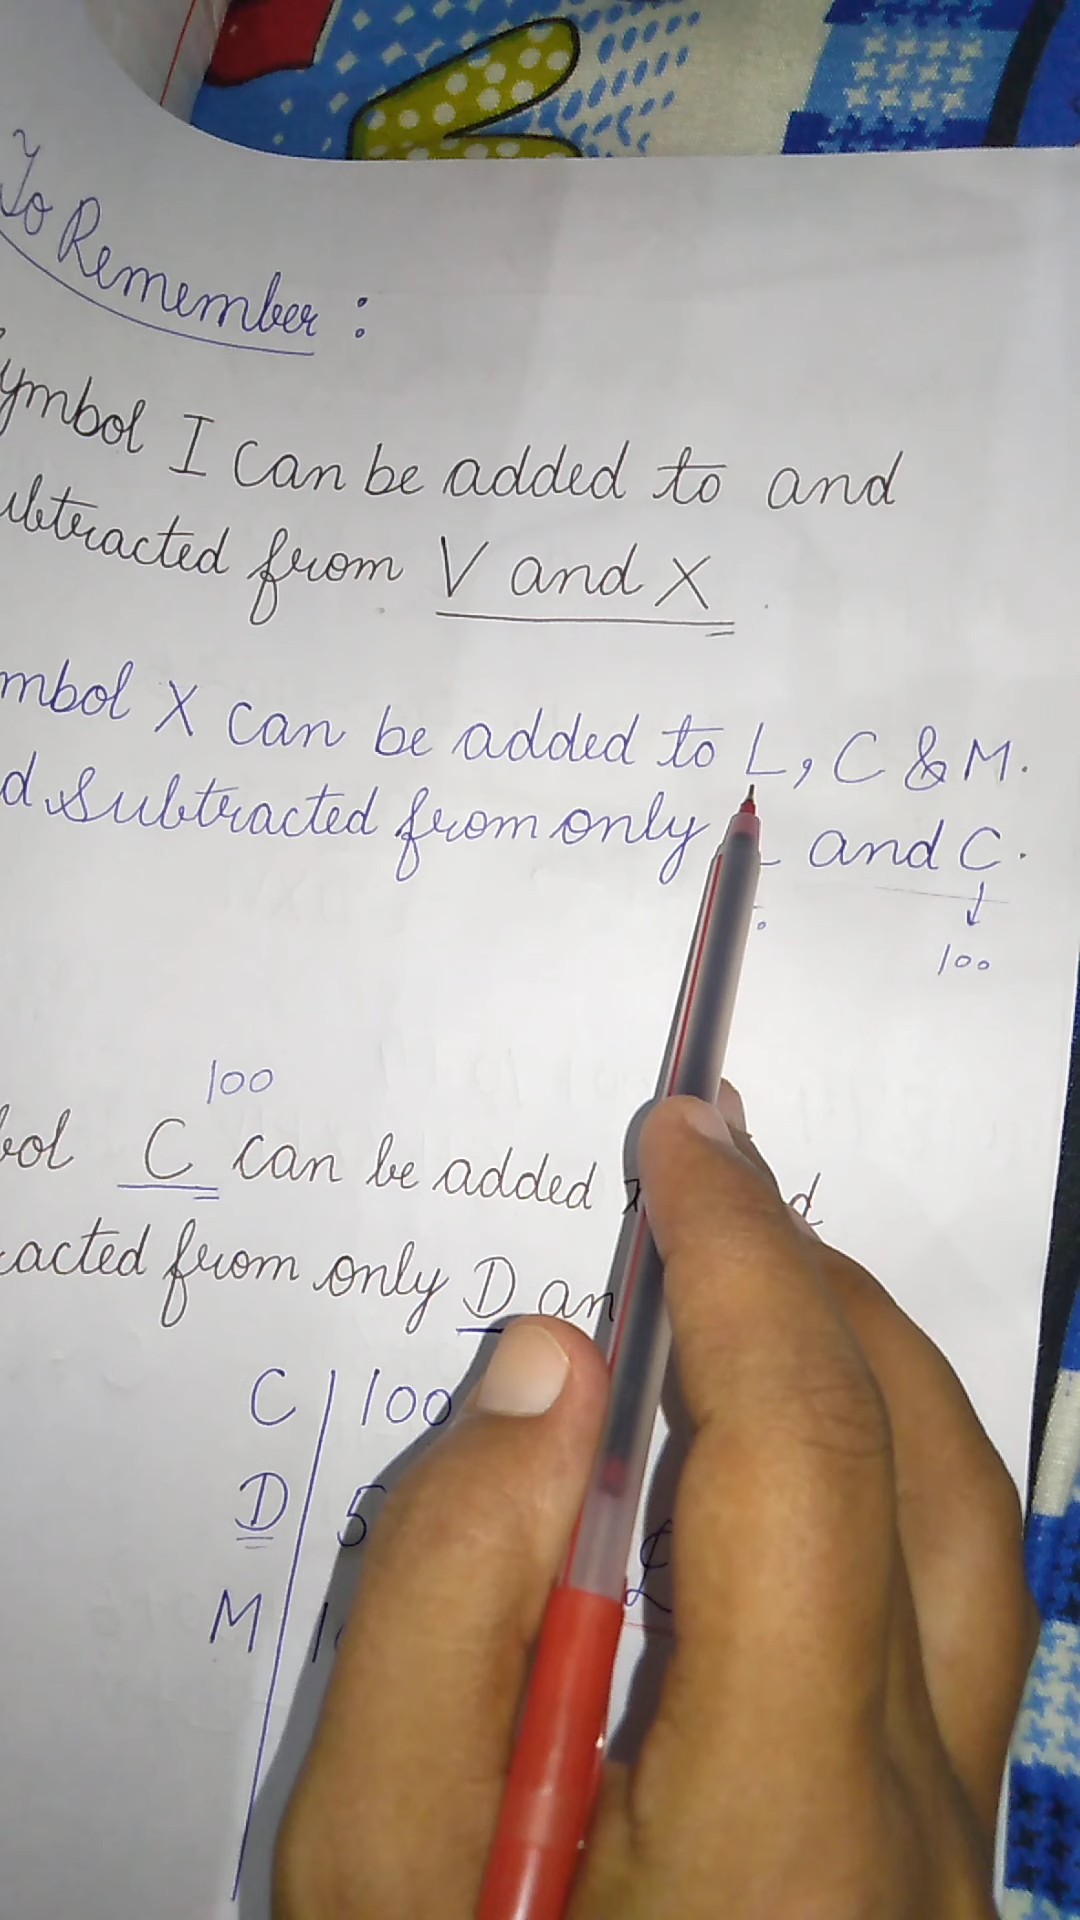 To Remember :
ymbol I can be added to and
ubtracted from V and X
mbol X can be added to L, C & M.
d subtracted from only L and C.
100
100
bol C can be added
acted from only D an
C 100
D 5
M 1